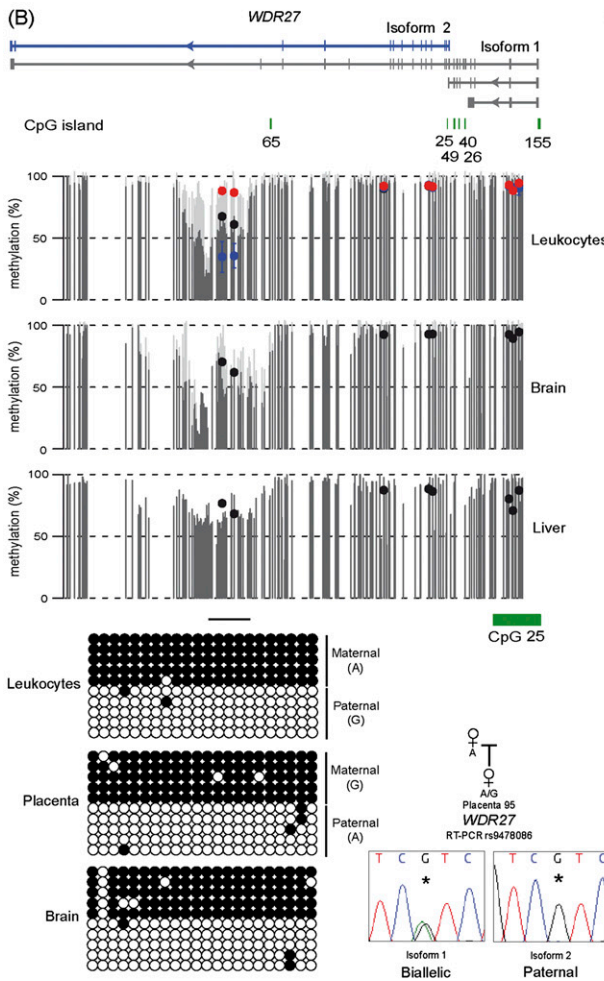 (B)
WDR27
Isoform 2
Isoform 1
CpG island
65
25
49
40
26
155
methylation (%)
100
50
0
Leukocytes
methylation (%)
100
50
0
Brain
methylation (%)
100
50
0
Liver
CpG 25
Leukocytes
Maternal
(A)
Paternal
(G)
Placenta
Maternal
(G)
Paternal
(A)
Brain
A
A/G
Placenta 95
WDR27
RT-PCR rs9478086
T C G T C
*
T C G T C
*
Isoform 1
Biallelic
Isoform 2
Paternal